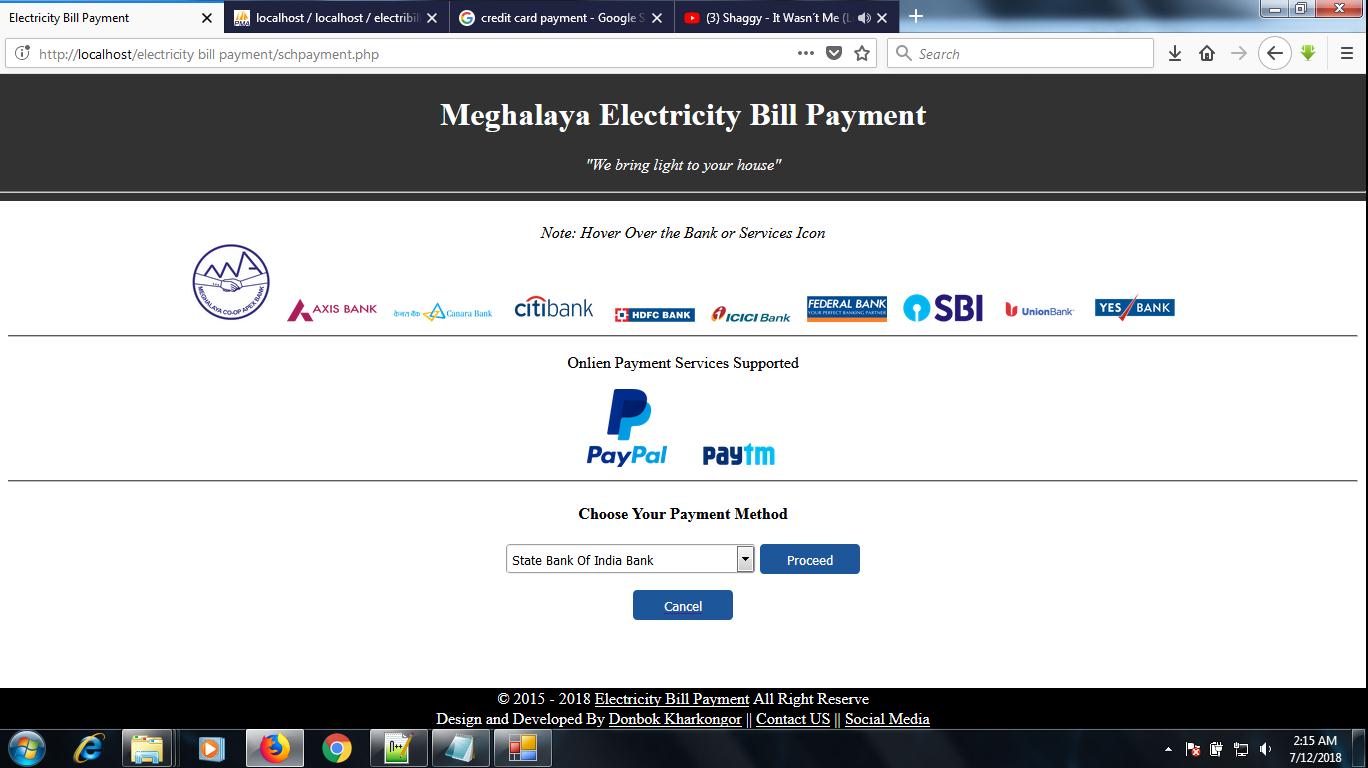 Electricity Bill Payment
localhost / localhost / electribil
credit card payment - Google S
(3) Shaggy - It Wasn´t Me (L
http://localhost/electricity bill payment/schpayment.php
Search
Meghalaya Electricity Bill Payment
"We bring light to your house"
Note: Hover Over the Bank or Services Icon
MEGHALAYA CO-OP APEX BANK
AXIS BANK
केनरा बैंक Canara Bank
citibank
HDFC BANK
ICICI Bank
FEDERAL BANK
YOUR PERFECT BANKING PARTNER
SBI
UnionBank
YES BANK
Onlien Payment Services Supported
PayPal
paytm
Choose Your Payment Method
State Bank Of India Bank
Proceed
Cancel
© 2015 - 2018 Electricity Bill Payment All Right Reserve
Design and Developed By Donbok Kharkongor || Contact US || Social Media
2:15 AM
7/12/2018